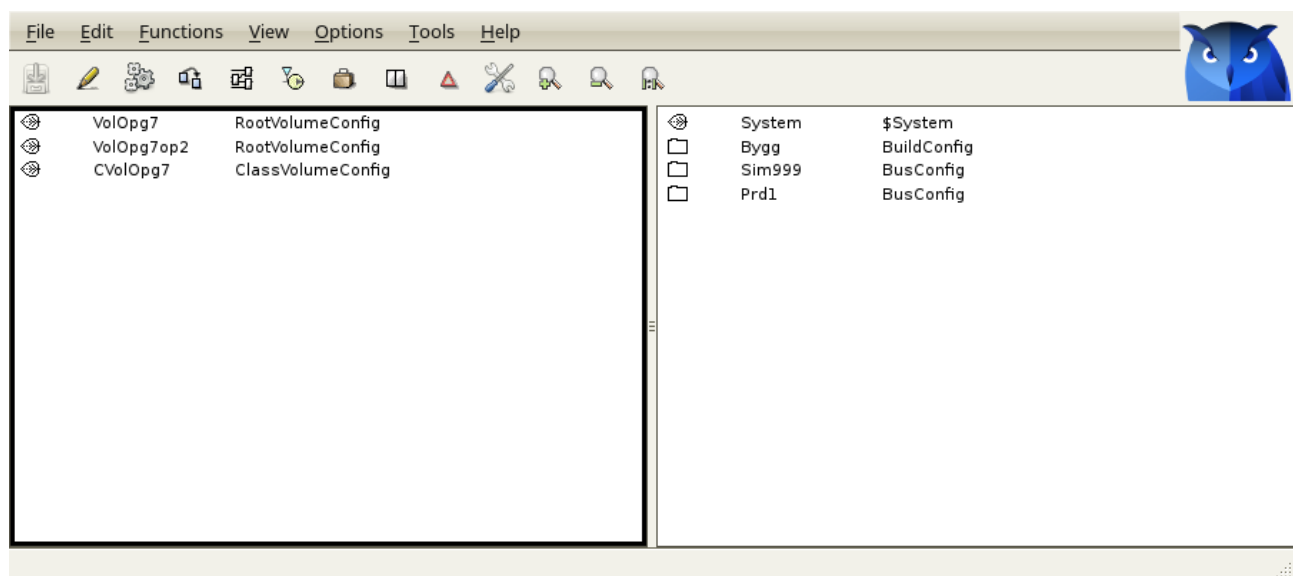 File Edit Functions View Options Tools Help
VolOpg7 RootVolumeConfig
VolOpg7op2 RootVolumeConfig
CVolOpg7 ClassVolumeConfig
System $System
Bygg BuildConfig
Sim999 BusConfig
Prd1 BusConfig